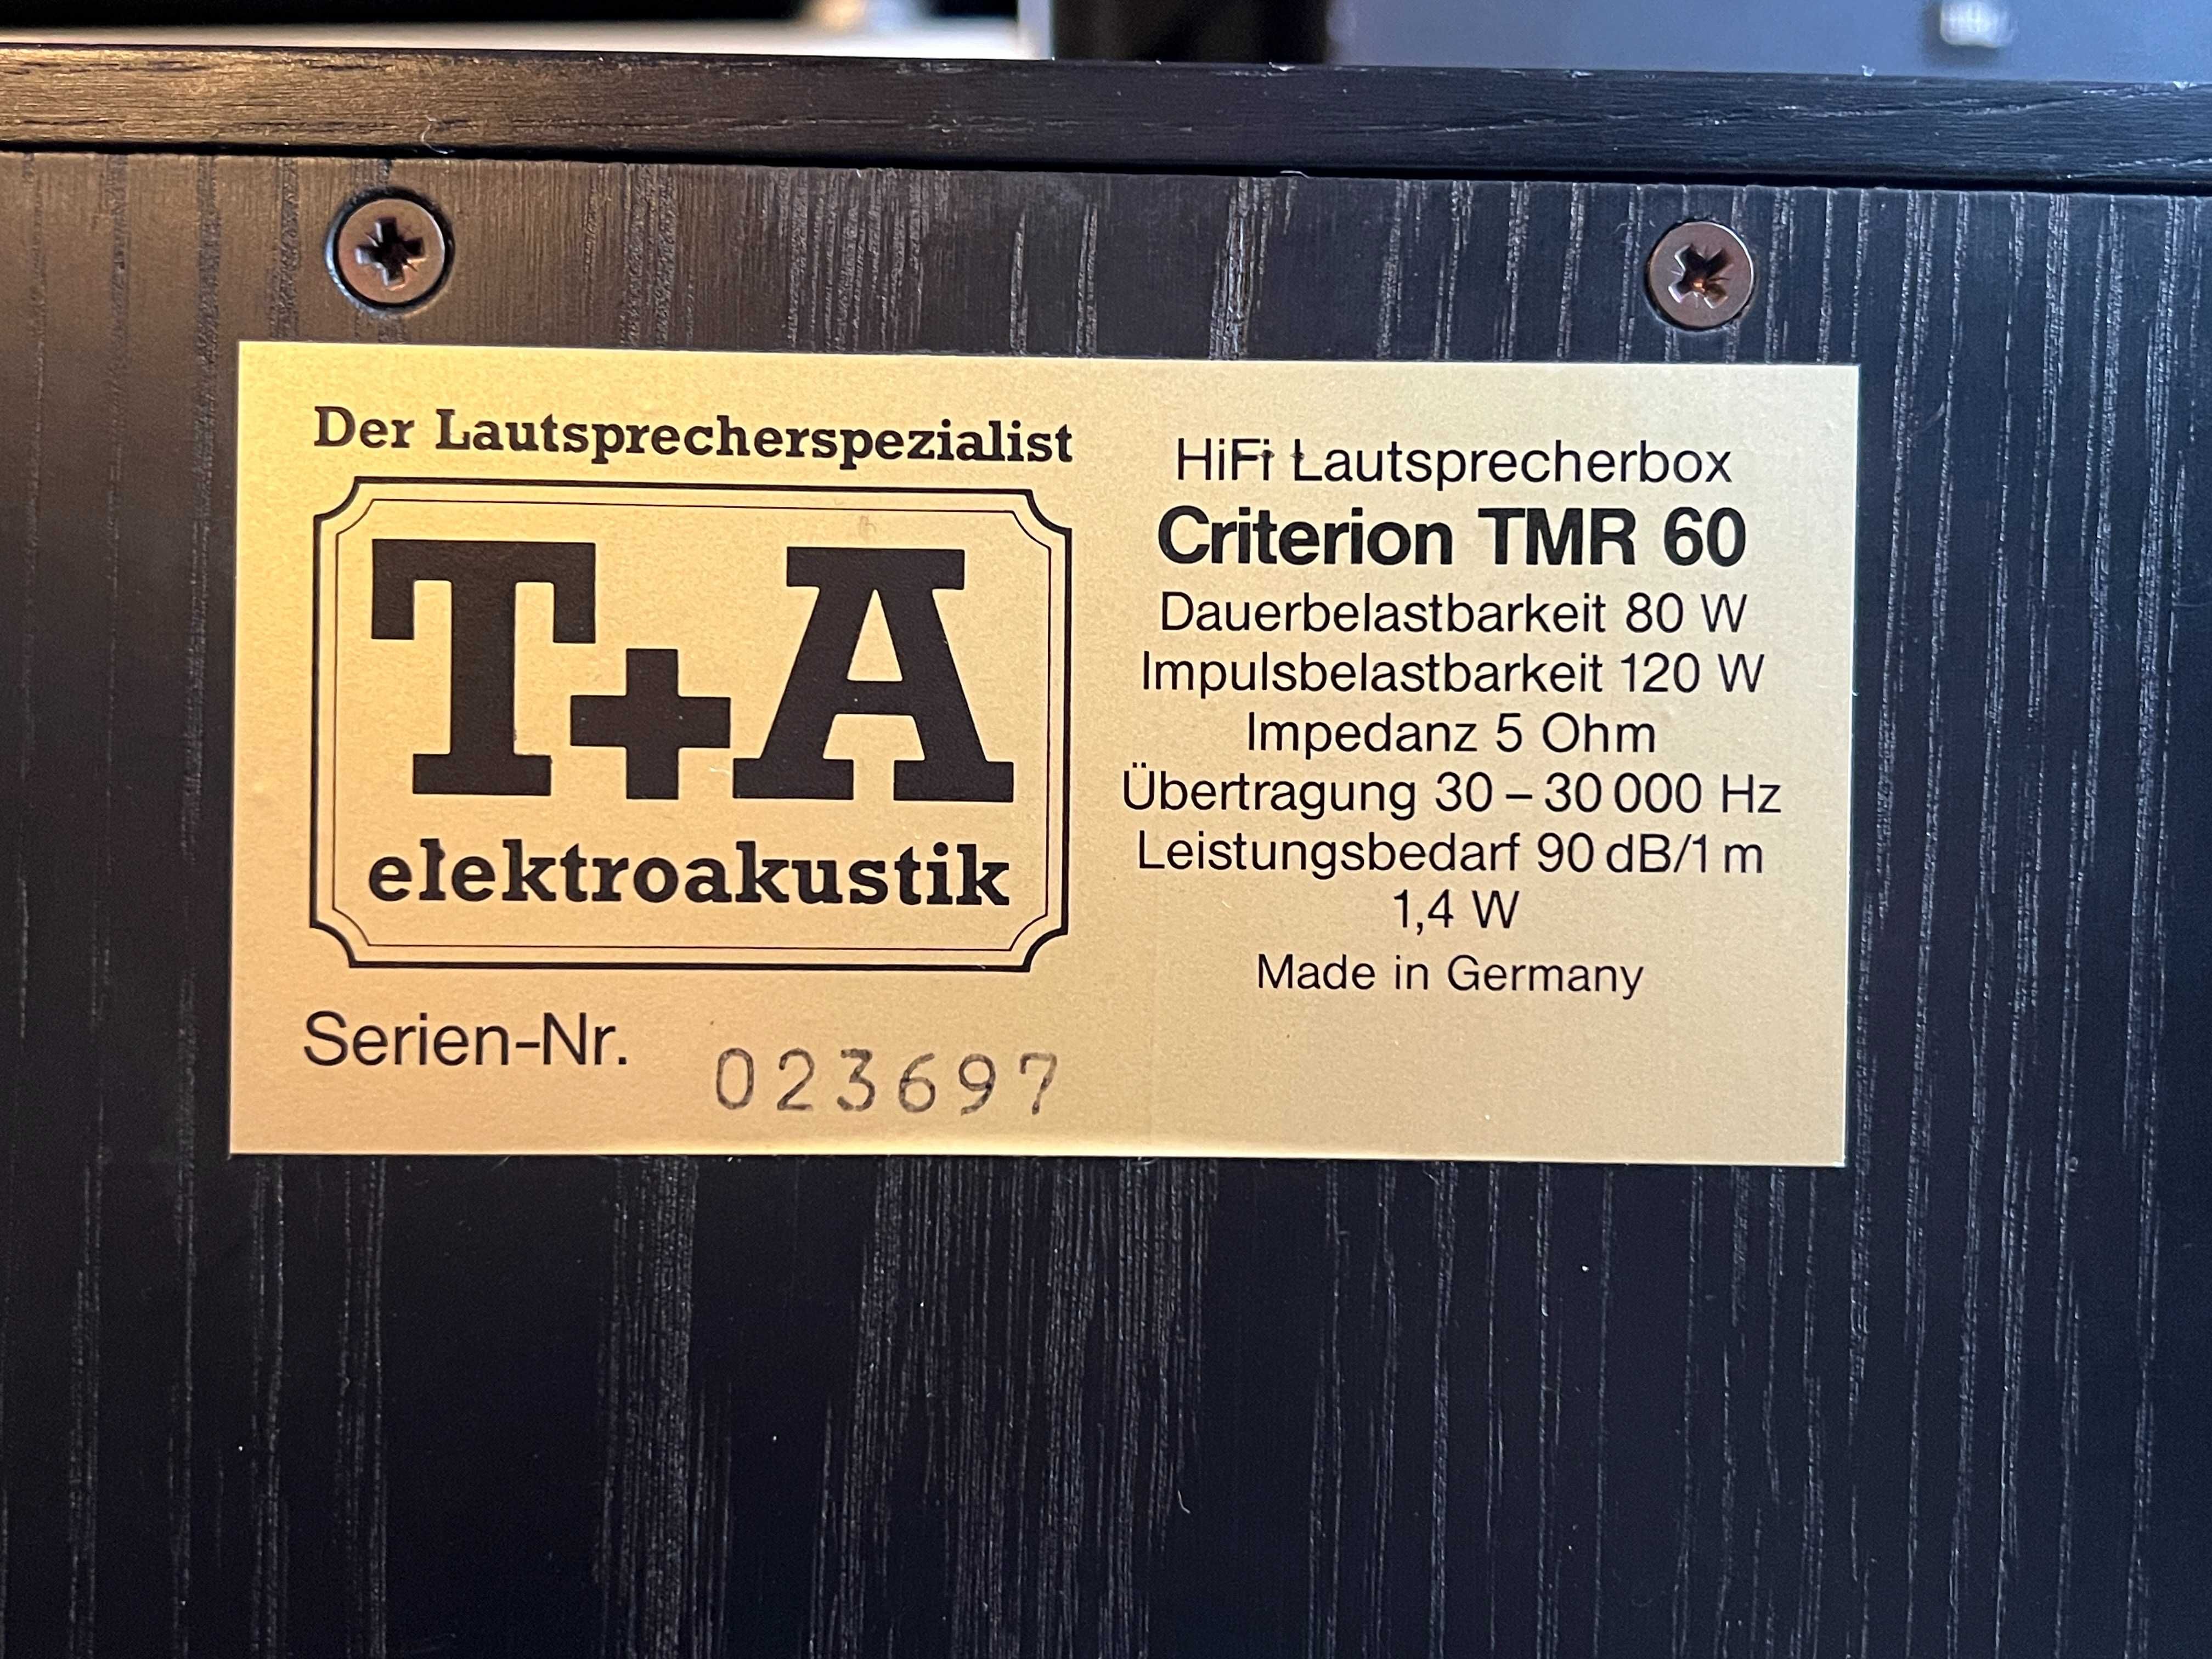 Der Lautsprecherspezialist
T+A
elektroakustik
Serien-Nr. 023697
HiFi Lautsprecherbox
Criterion TMR 60
Dauerbelastbarkeit 80 W
Impulsbelastbarkeit 120 W
Impedanz 5 Ohm
Übertragung 30 – 30 000 Hz
Leistungsbedarf 90 dB/1 m
1,4 W
Made in Germany